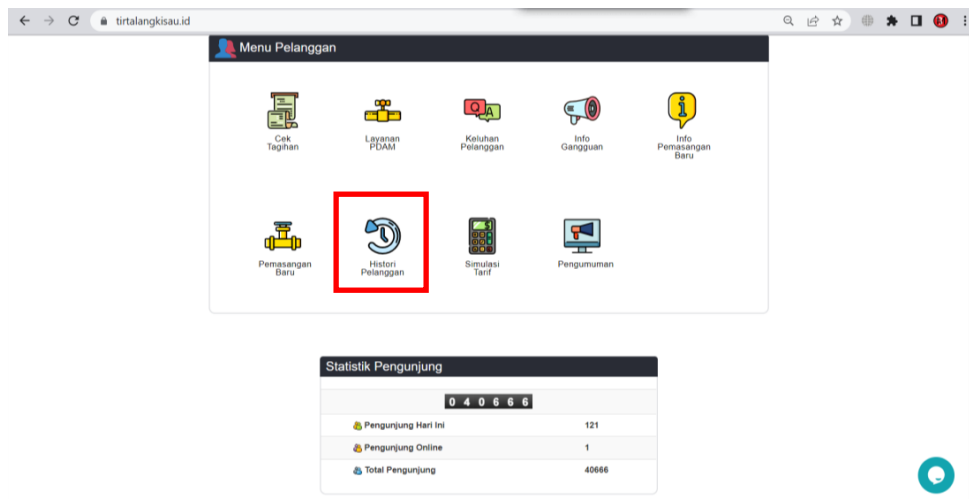 tirtalangkisau.id
Menu Pelanggan
Cek
Tagihan
Layanan
PDAM
Q
A
Keluhan
Pelanggan
Info
Gangguan
i
Info
Pemasangan
Baru
Pemasangan
Baru
Histori
Pelanggan
$
Simulasi
Tarif
Pengumuman
Statistik Pengunjung
0 4 0 6 6 6
Pengunjung Hari Ini 121
Pengunjung Online 1
Total Pengunjung 40666